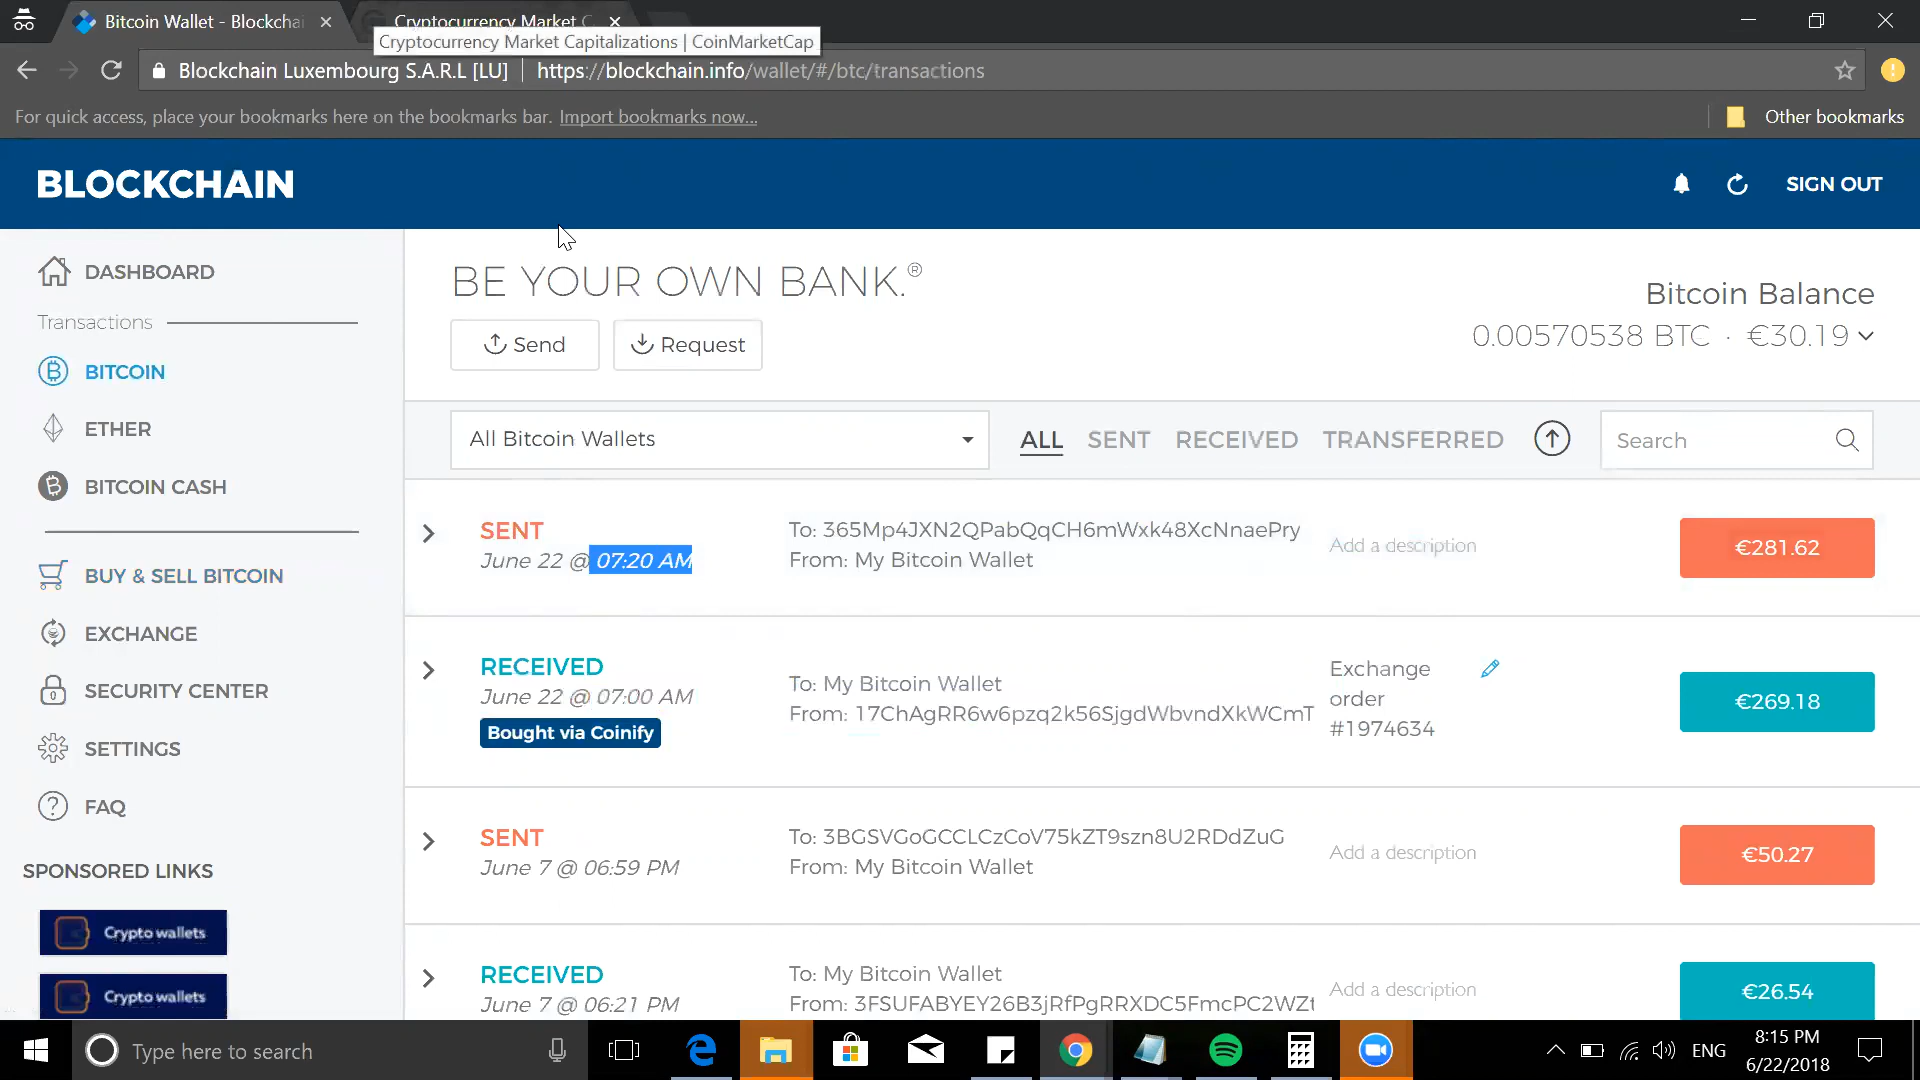 Bitcoin Wallet - Blockchai
Cryptocurrency Market C
Cryptocurrency Market Capitalizations | CoinMarketCap
Blockchain Luxembourg S.A.R.L [LU] https://blockchain.info/wallet/#/btc/transactions
For quick access, place your bookmarks here on the bookmarks bar. Import bookmarks now...
Other bookmarks
BLOCKCHAIN
SIGN OUT
DASHBOARD
Transactions
BITCOIN
ETHER
BITCOIN CASH
BUY & SELL BITCOIN
EXCHANGE
SECURITY CENTER
SETTINGS
FAQ
SPONSORED LINKS
Crypto wallets
Crypto wallets
BE YOUR OWN BANK.®
Send
Request
Bitcoin Balance
0.00570538 BTC · €30.19
All Bitcoin Wallets
ALL SENT RECEIVED TRANSFERRED
Search
SENT
June 22 @ 07:20 AM
To: 365Mp4JXN2QPabQqCH6mWxk48XcNnaePry
From: My Bitcoin Wallet
Add a description
€281.62
RECEIVED
June 22 @ 07:00 AM
Bought via Coinify
To: My Bitcoin Wallet
From: 17ChAgRR6w6pzq2k56SjgdWbvndXkWCmT
Exchange
order
#1974634
€269.18
SENT
June 7 @ 06:59 PM
To: 3BGSVGoGCCLCzCoV75kZT9szn8U2RDdZuG
From: My Bitcoin Wallet
Add a description
€50.27
RECEIVED
June 7 @ 06:21 PM
To: My Bitcoin Wallet
From: 3FSUFABYEY26B3jRfPgRRXDC5FmcPC2WZt
Add a description
€26.54
Type here to search
ENG
8:15 PM
6/22/2018